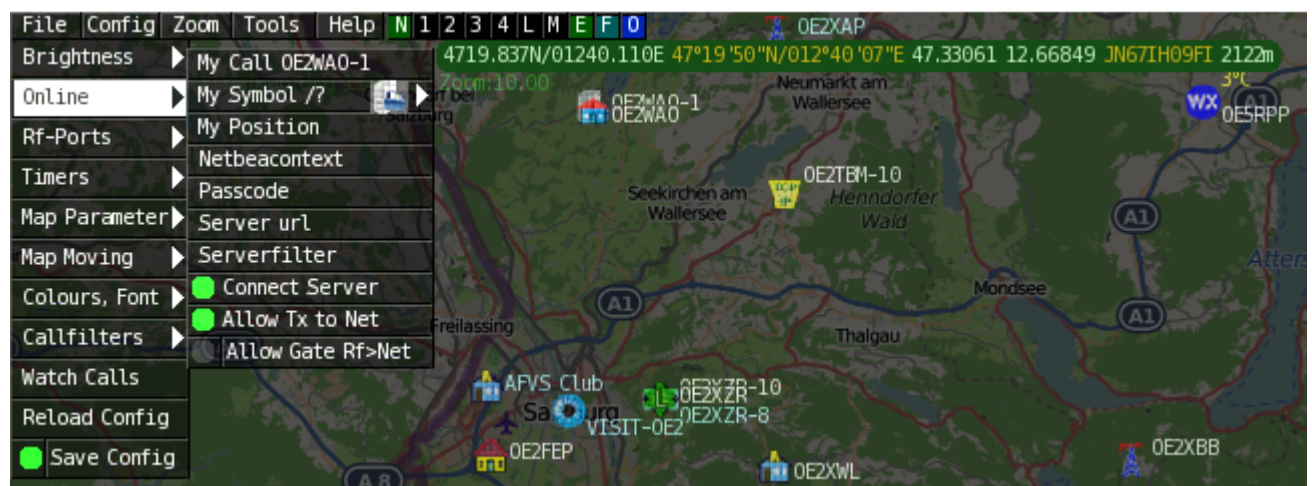 File Config Zoom Tools Help N 1 2 3 4 L M E F O
OE2XAP
Brightness
My Call OE2WAO-1
4719.837N/01240.110E 47°19'50"N/012°40'07"E 47.33061 12.66849 JN67IH09FI 2122m
Zoom:10.00
Neumarkt am
Wallersee
3°C
Online
My Symbol /?
OE2WAO-1
OE2WAO
WX
OE5RPP
Rf-Ports
My Position
Netbeacontext
Timers
Passcode
Seekirchen am
Wallersee
TCP
IP
OE2TBM-10
Henndorfer
Wald
A1
Map Parameter
Server url
Map Moving
Serverfilter
Colours, Font
Connect Server
A1
Mondsee
A1
Allow Tx to Net
Freilassing
Thalgau
Callfilters
Allow Gate Rf>Net
Watch Calls
AFVS Club
L
OE2XZR-10
OE2XZR
OE2XZR-8
Reload Config
VISIT-OE2
Save Config
OE2FEP
OE2XBB
A 8
OE2XWL